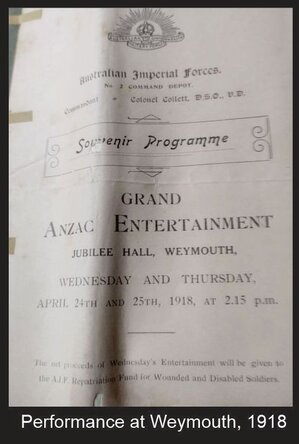 Australian Imperial Forces.
No. 2 COMMAND DEPOT.
Commandant - Colonel Collett, D.S.O., V.D.
Souvenir Programme
GRAND
ANZAC ENTERTAINMENT
JUBILEE HALL, WEYMOUTH,
WEDNESDAY AND THURSDAY,
APRIL 24TH AND 25TH, 1918, AT 2.15 p.m.
The net proceeds of Wednesday's Entertainment will be given to
the A.I.F. Repatriation Fund for Wounded and Disabled Soldiers.
Performance at Weymouth, 1918